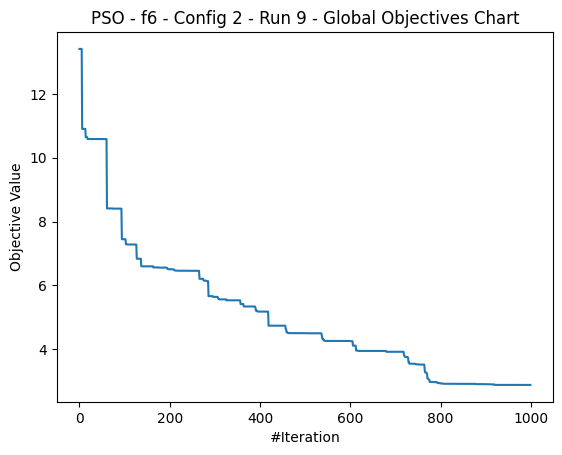 PSO - f6 - Config 2 - Run 9 - Global Objectives Chart
Objective Value
12
10
8
6
4
0 200 400 600 800 1000
#Iteration